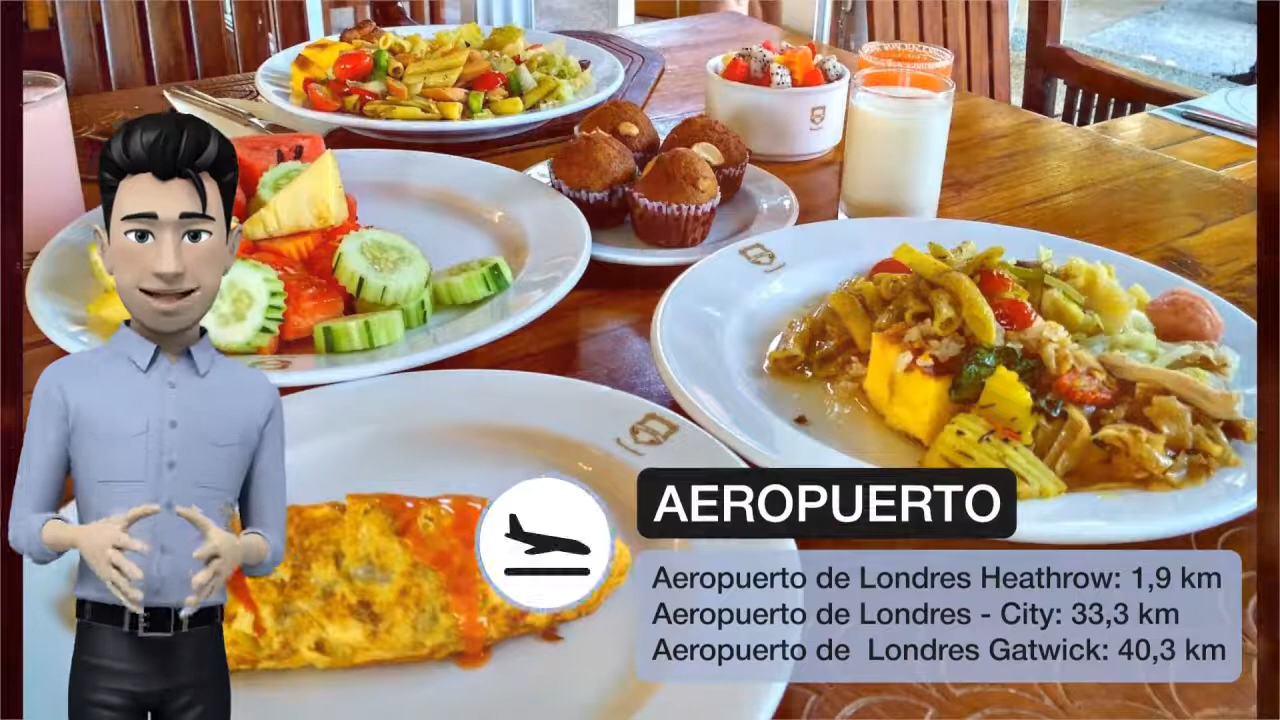 AEROPUERTO
Aeropuerto de Londres Heathrow: 1,9 km
Aeropuerto de Londres - City: 33,3 km
Aeropuerto de  Londres Gatwick: 40,3 km